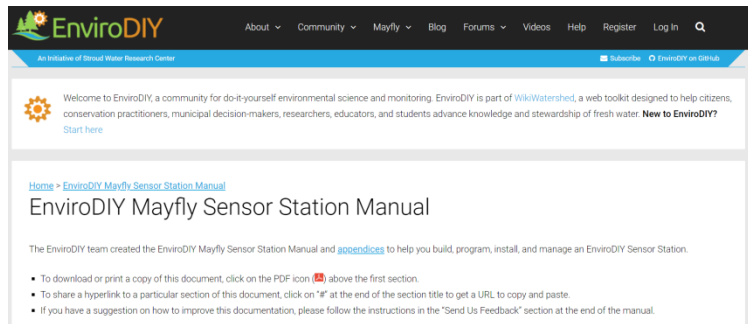 EnviroDIY
About Community Mayfly Blog Forums Videos Help Register Log In
An Initiative of Stroud Water Research Center
Subscribe EnviroDIY on GitHub
Welcome to EnviroDIY, a community for do-it-yourself environmental science and monitoring. EnviroDIY is part of WikiWatershed, a web toolkit designed to help citizens,
conservation practitioners, municipal decision-makers, researchers, educators, and students advance knowledge and stewardship of fresh water. New to EnviroDIY?
Start here
Home > EnviroDIY Mayfly Sensor Station Manual
EnviroDIY Mayfly Sensor Station Manual
The EnviroDIY team created the EnviroDIY Mayfly Sensor Station Manual and appendices to help you build, program, install, and manage an EnviroDIY Sensor Station.
▪ To download or print a copy of this document, click on the PDF icon () above the first section.
▪ To share a hyperlink to a particular section of this document, click on "#" at the end of the section title to get a URL to copy and paste.
▪ If you have a suggestion on how to improve this documentation, please follow the instructions in the "Send Us Feedback" section at the end of the manual.